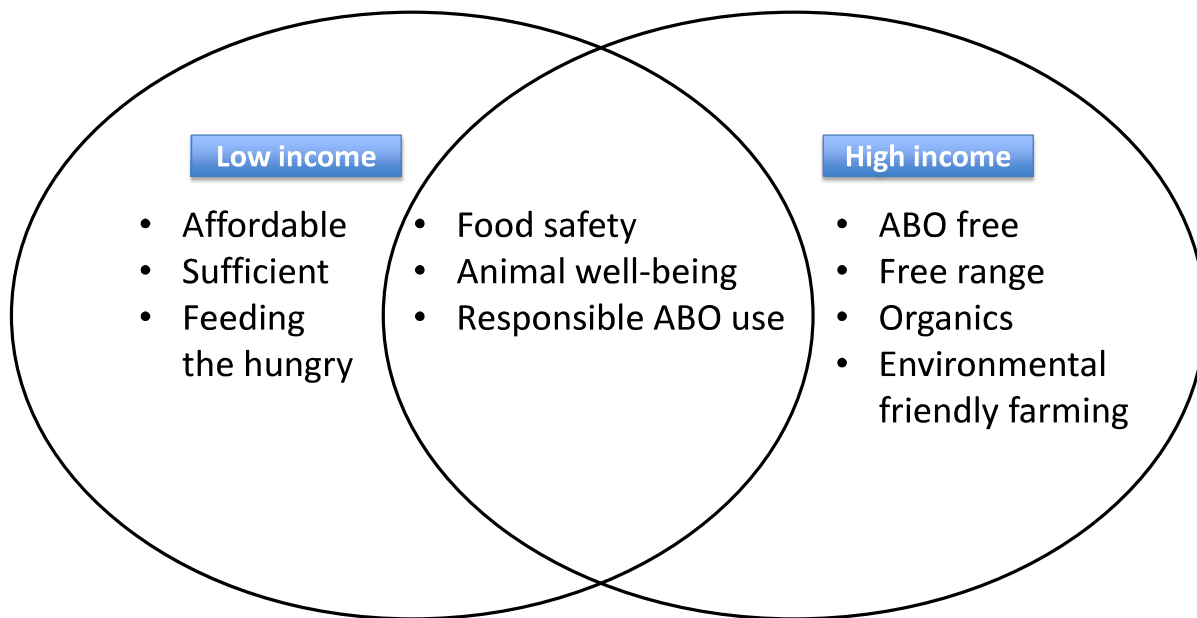 Low income
• Affordable
• Sufficient
• Feeding
the hungry
• Food safety
• Animal well-being
• Responsible ABO use
High income
• ABO free
• Free range
• Organics
• Environmental
friendly farming